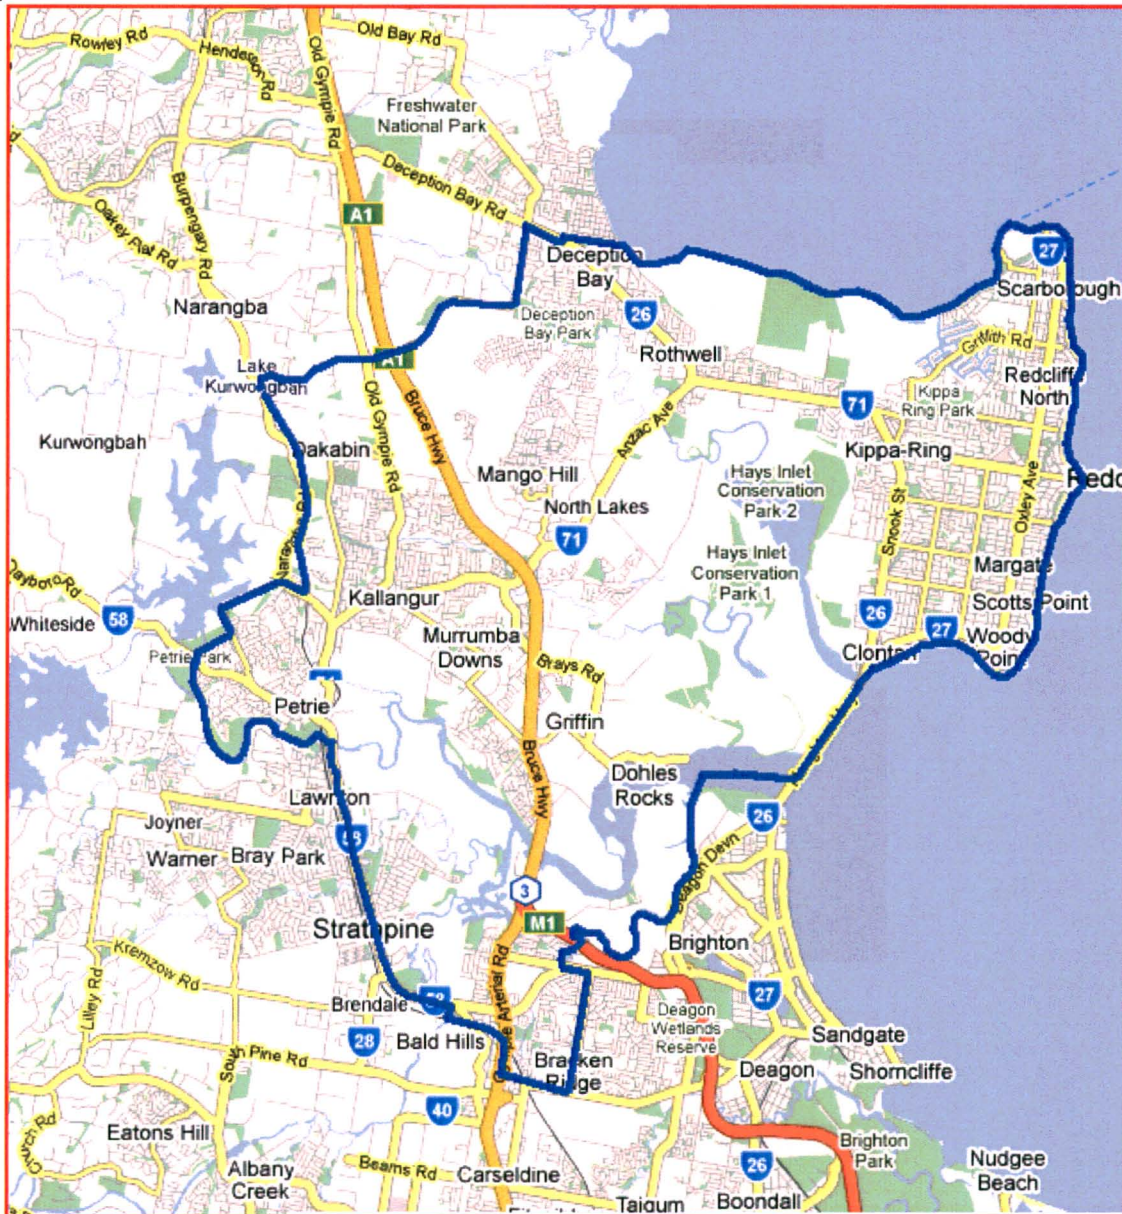 Rowley Rd
Old Bay Rd
Henderson Rd
Old Gympie Rd
Freshwater
National Park
Deception Bay Rd
Burpengary Rd
A1
Oakey Flat Rd
27
Deception
Bay
Scarborough
Narangba
Deception
Bay Park
26
Griffith Rd
Rothwell
A1
Lake
Kurwongbah
Redcliffe
North
Old Gympie Rd
Bruce Hwy
71
Kippa
Ring Park
Anzac Ave
Kurwongbah
Dakabin
Kippa-Ring
Mango Hill
Hays Inlet
Conservation
Park 2
Redc
Oxley Ave
North Lakes
Snook St
71
Narangba Rd
Hays Inlet
Conservation
Park 1
Margate
Dayboro Rd
58
Whiteside
Kallangur
Scotts Point
26
27
Murrumba
Downs
Woody
Point
Petrie Park
Clontarf
Brays Rd
Petrie
Griffin
Bruce Hwy
Dohles
Rocks
Lawnton
26
Joyner
58
Warner
Bray Park
Deagon Devn
3
M1
Strathpine
Brighton
Kremzow Rd
Lilley Rd
Arterial Rd
Brendale
58
27
Deagon
Wetlands
Reserve
28
Bald Hills
Sandgate
South Pine Rd
Bracken
Ridge
Deagon
Shorncliffe
40
Church Rd
Eatons Hill
Brighton
Park
Albany
Creek
Beams Rd
Carseldine
26
Nudgee
Beach
Taigum
Boondall